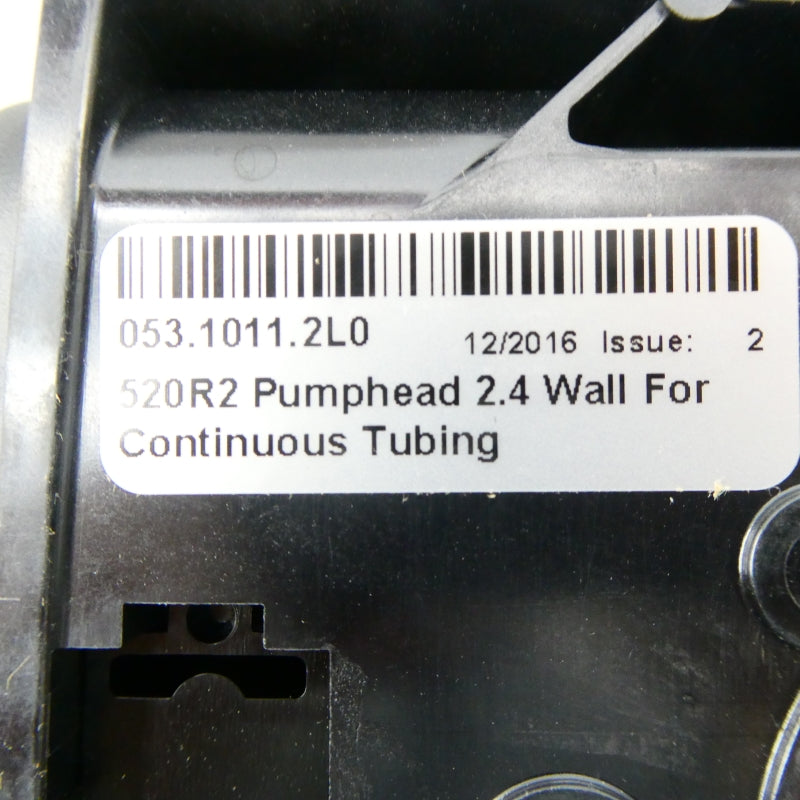 053.1011.2L0
12/2016 Issue: 2
520R2 Pumphead 2.4 Wall For
Continuous Tubing